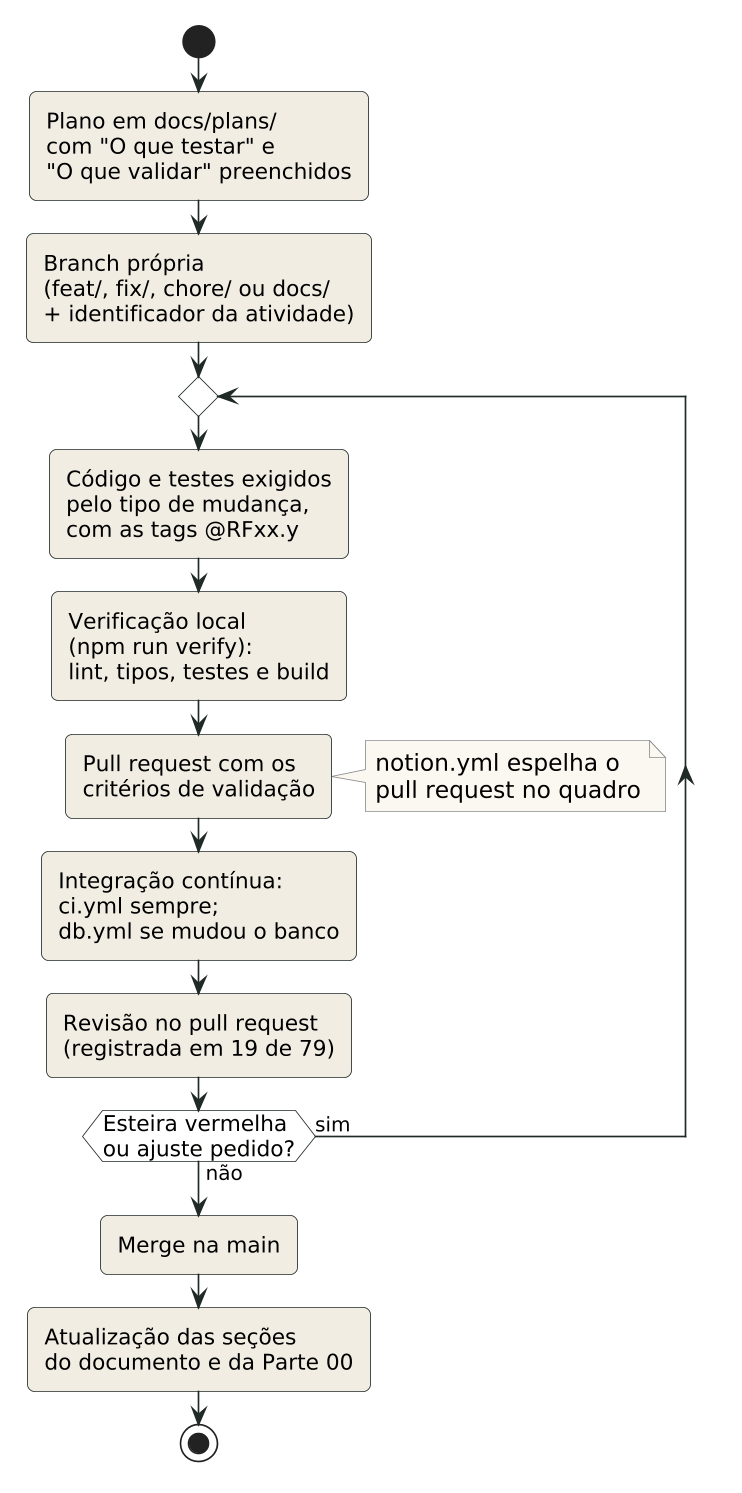 Plano em docs/plans/
com "O que testar" e
"O que validar" preenchidos
Branch própria
(feat/, fix/, chore/ ou docs/
+ identificador da atividade)
Código e testes exigidos
pelo tipo de mudança,
com as tags @RFxx.y
Verificação local
(npm run verify):
lint, tipos, testes e build
Pull request com os
critérios de validação
notion.yml espelha o
pull request no quadro
Integração contínua:
ci.yml sempre;
db.yml se mudou o banco
Revisão no pull request
(registrada em 19 de 79)
Esteira vermelha
ou ajuste pedido?
sim
não
Merge na main
Atualização das seções
do documento e da Parte 00